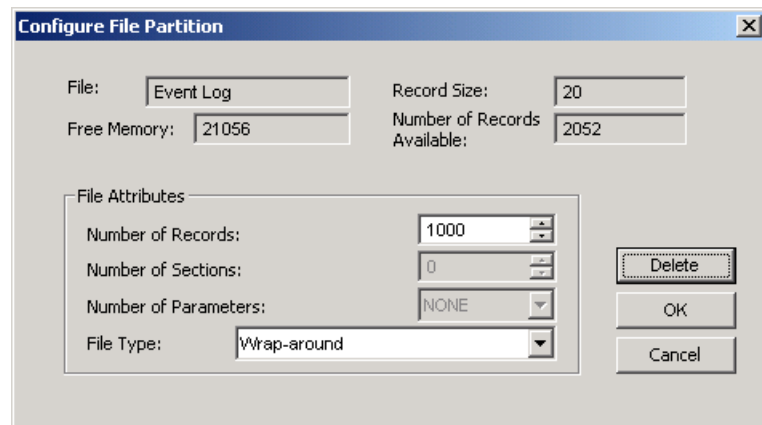 Configure File Partition
File: Event Log
Record Size: 20
Free Memory: 21056
Number of Records Available: 2052
File Attributes
Number of Records: 1000
Number of Sections: 0
Number of Parameters: NONE
File Type: Wrap-around
Delete
OK
Cancel